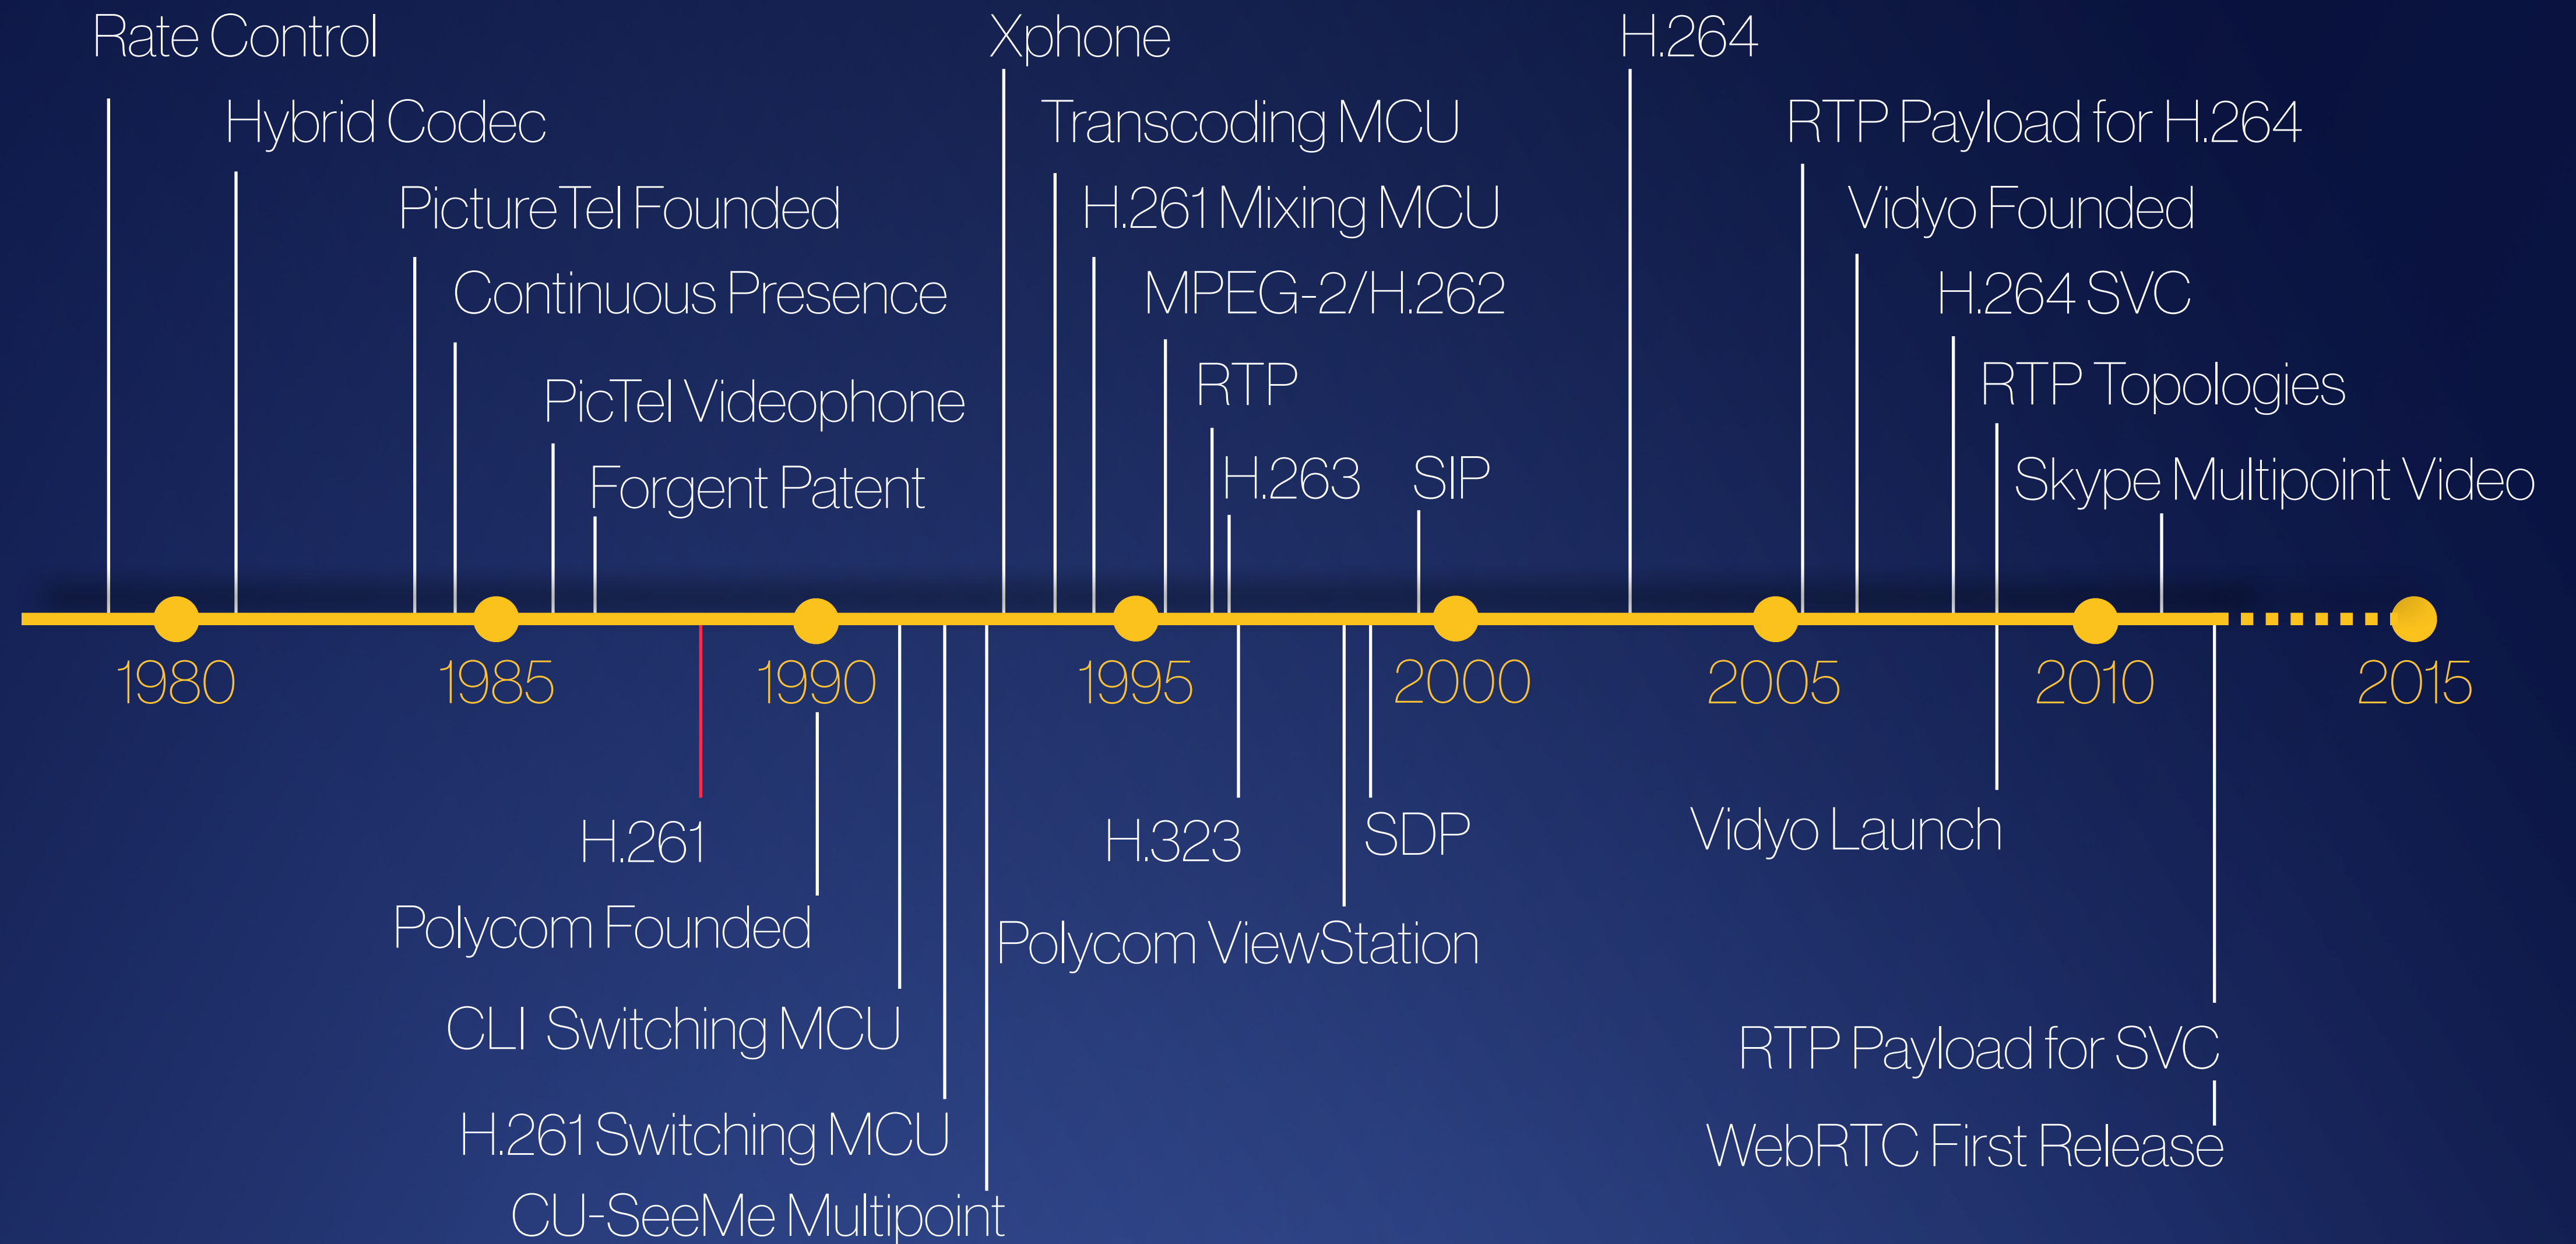 Rate Control
Xphone
H.264
Hybrid Codec
Transcoding MCU
RTP Payload for H.264
PictureTel Founded
H.261 Mixing MCU
Vidyo Founded
Continuous Presence
MPEG-2/H.262
H.264 SVC
RTP
RTP Topologies
PicTel Videophone
Forgent Patent
H.263
SIP
Skype Multipoint Video
1980
1985
1990
1995
2000
2005
2010
2015
H.261
H.323
SDP
Vidyo Launch
Polycom Founded
Polycom ViewStation
CLI Switching MCU
RTP Payload for SVC
H.261 Switching MCU
WebRTC First Release
CU-SeeMe Multipoint